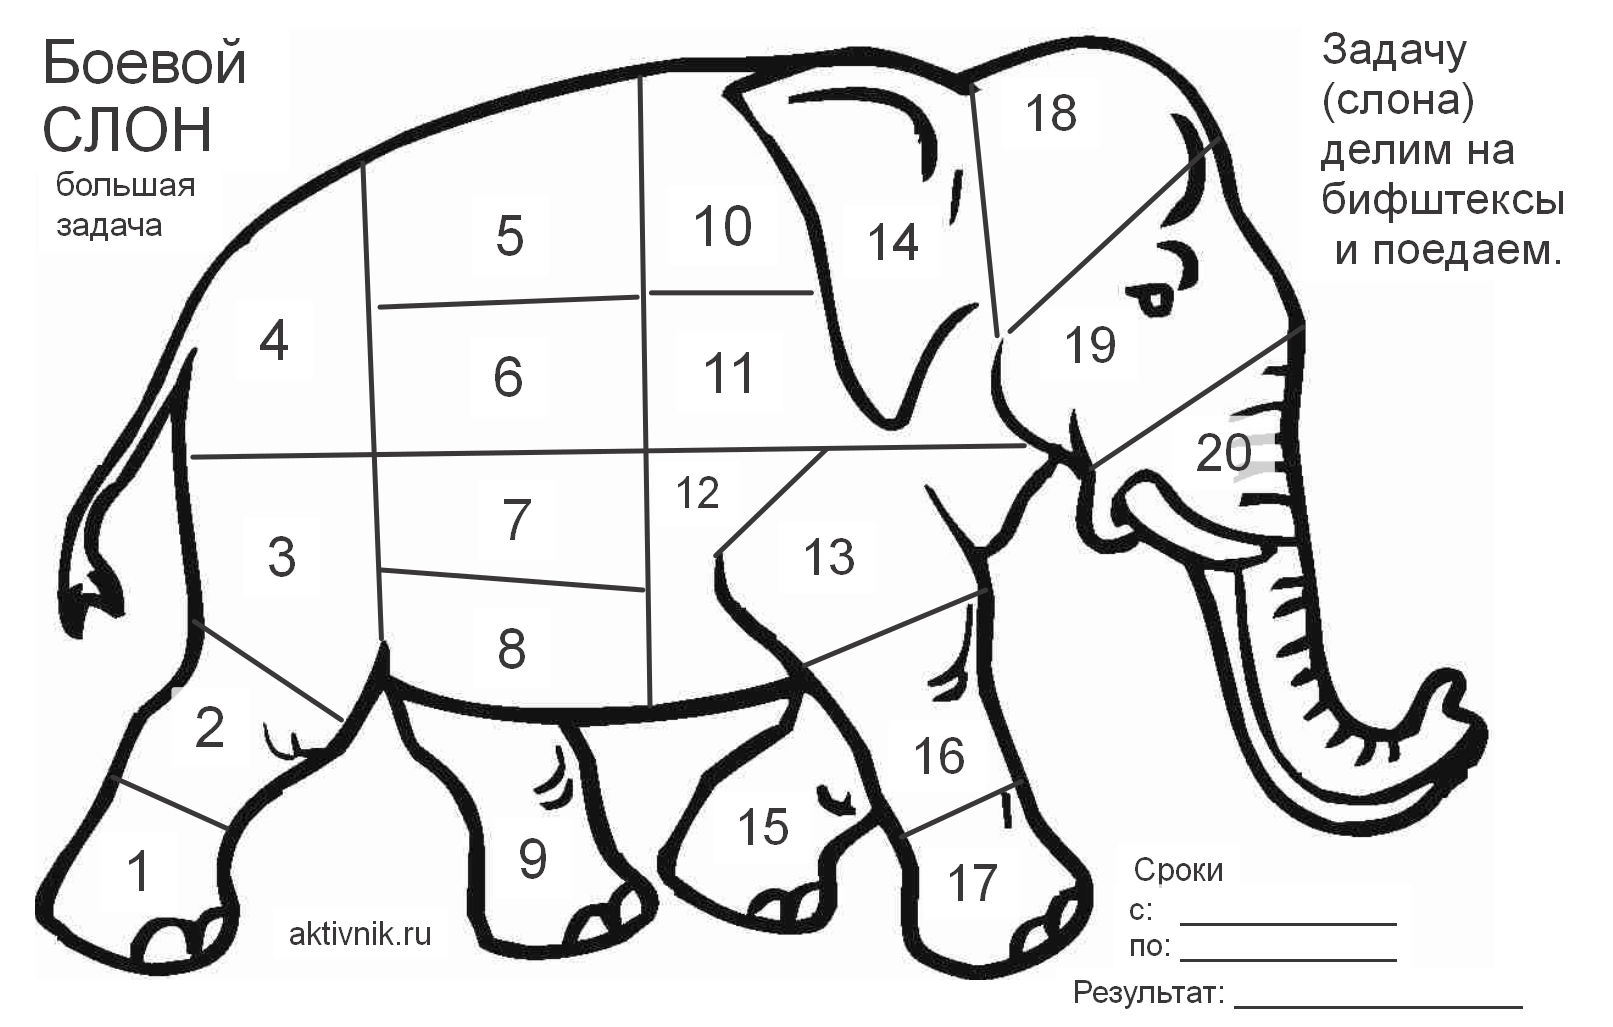 Боевой
СЛОН
большая
задача
Задачу
(слона)
делим на
бифштексы
и поедаем.
18
5
10
14
4
6
11
19
20
12
7
3
13
8
2
16
15
9
1
17
aktivnik.ru
Сроки
с:
по:
Результат: